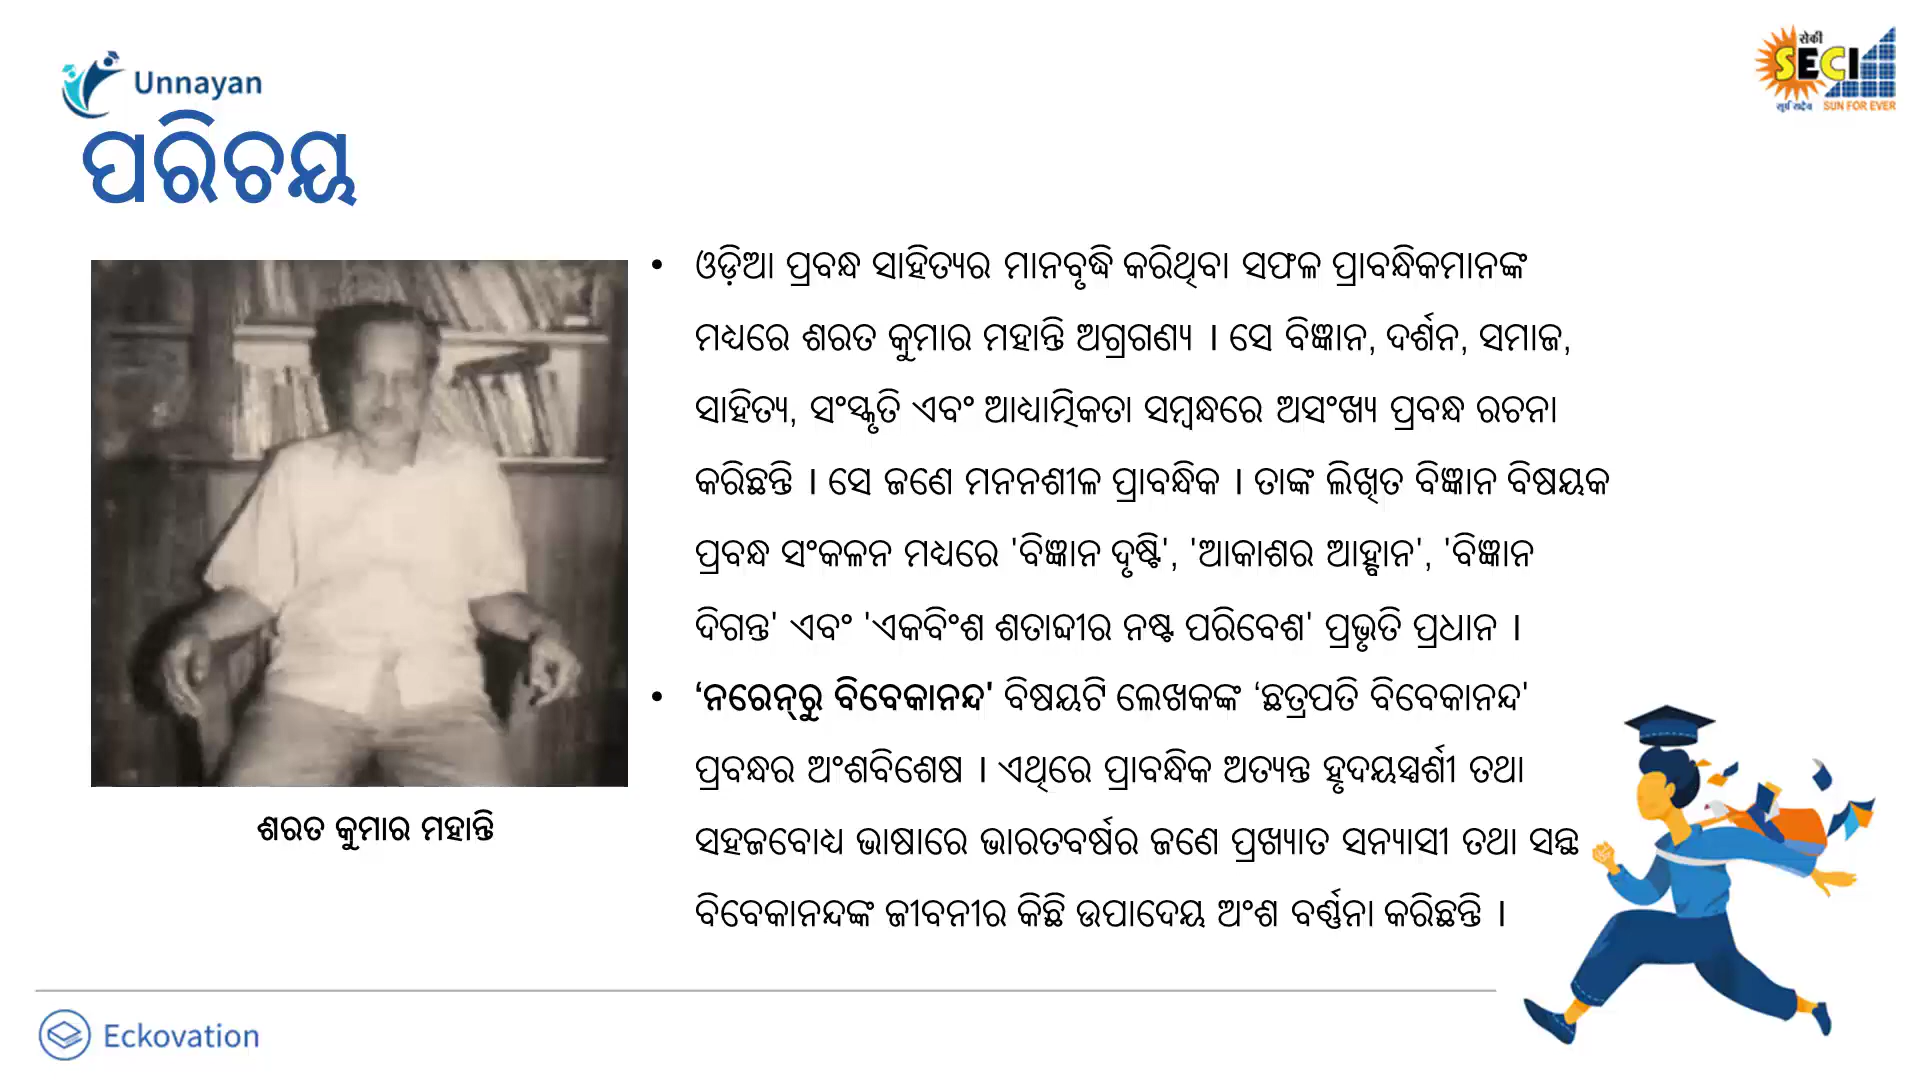 Unnayan
सेकी
SECI
सूर्य सदैव SUN FOR EVER
ପରିଚୟ
• ଓଡ଼ିଆ ପ୍ରବନ୍ଧ ସାହିତ୍ୟର ମାନବୃଦ୍ଧି କରିଥିବା ସଫଳ ପ୍ରାବନ୍ଧିକମାନଙ୍କ
ମଧ୍ୟରେ ଶରତ କୁମାର ମହାନ୍ତି ଅଗ୍ରଗଣ୍ୟ । ସେ ବିଜ୍ଞାନ, ଦର୍ଶନ, ସମାଜ,
ସାହିତ୍ୟ, ସଂସ୍କୃତି ଏବଂ ଆଧ୍ୟାତ୍ମିକତା ସମ୍ବନ୍ଧରେ ଅସଂଖ୍ୟ ପ୍ରବନ୍ଧ ରଚନା
କରିଛନ୍ତି । ସେ ଜଣେ ମନନଶୀଳ ପ୍ରାବନ୍ଧିକ । ତାଙ୍କ ଲିଖିତ ବିଜ୍ଞାନ ବିଷୟକ
ପ୍ରବନ୍ଧ ସଂକଳନ ମଧ୍ୟରେ 'ବିଜ୍ଞାନ ଦୃଷ୍ଟି', 'ଆକାଶର ଆହ୍ବାନ', 'ବିଜ୍ଞାନ
ଦିଗନ୍ତ' ଏବଂ 'ଏକବିଂଶ ଶତାବ୍ଦୀର ନଷ୍ଟ ପରିବେଶ' ପ୍ରଭୃତି ପ୍ରଧାନ ।
• ‘ନରେନ୍‌ରୁ ବିବେକାନନ୍ଦ' ବିଷୟଟି ଲେଖକଙ୍କ ‘ଛତ୍ରପତି ବିବେକାନନ୍ଦ'
ପ୍ରବନ୍ଧର ଅଂଶବିଶେଷ । ଏଥିରେ ପ୍ରାବନ୍ଧିକ ଅତ୍ୟନ୍ତ ହୃଦୟସ୍ପର୍ଶୀ ତଥା
ସହଜବୋଧ୍ୟ ଭାଷାରେ ଭାରତବର୍ଷର ଜଣେ ପ୍ରଖ୍ୟାତ ସନ୍ୟାସୀ ତଥା ସନ୍ଥ
ବିବେକାନନ୍ଦଙ୍କ ଜୀବନୀର କିଛି ଉପାଦେୟ ଅଂଶ ବର୍ଣ୍ଣନା କରିଛନ୍ତି ।
ଶରତ କୁମାର ମହାନ୍ତି
Eckovation